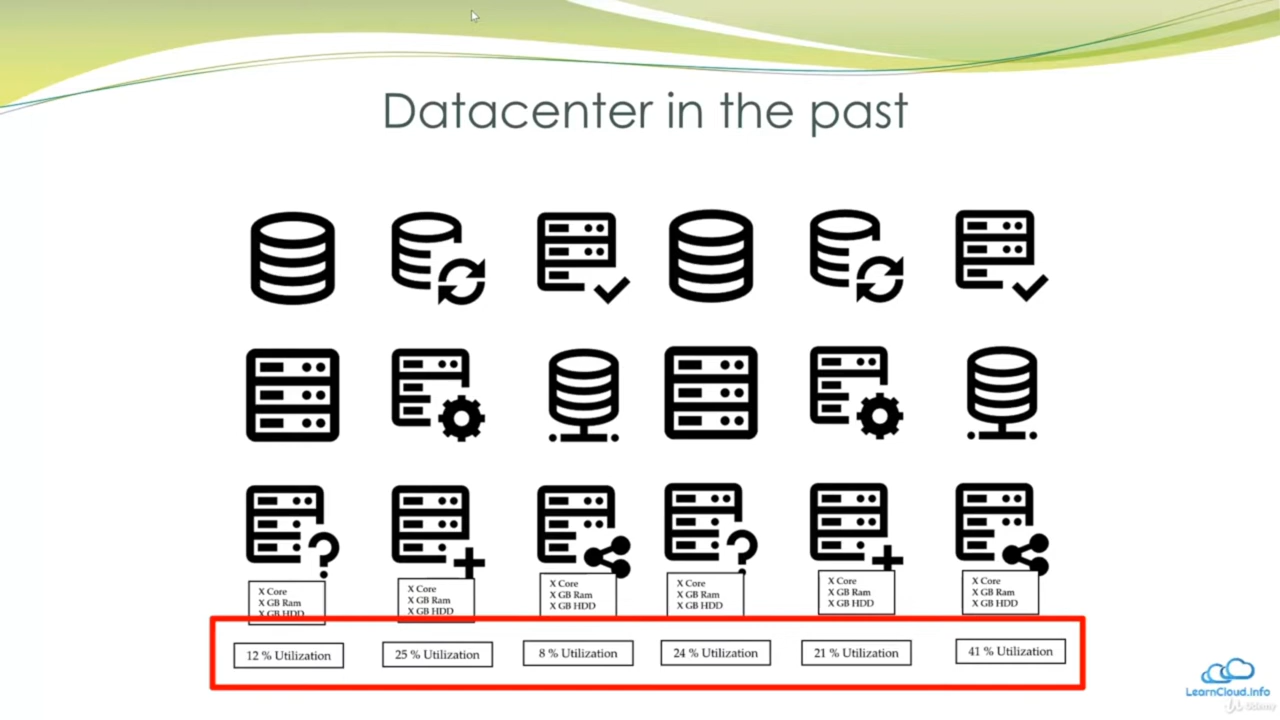 Datacenter in the past
X Core
X GB Ram
X GB HDD
X Core
X GB Ram
X GB HDD
X Core
X GB Ram
X GB HDD
X Core
X GB Ram
X GB HDD
X Core
X GB Ram
X GB HDD
X Core
X GB Ram
X GB HDD
12 % Utilization
25 % Utilization
8 % Utilization
24 % Utilization
21 % Utilization
41 % Utilization
LearnCloud.Info
Udemy